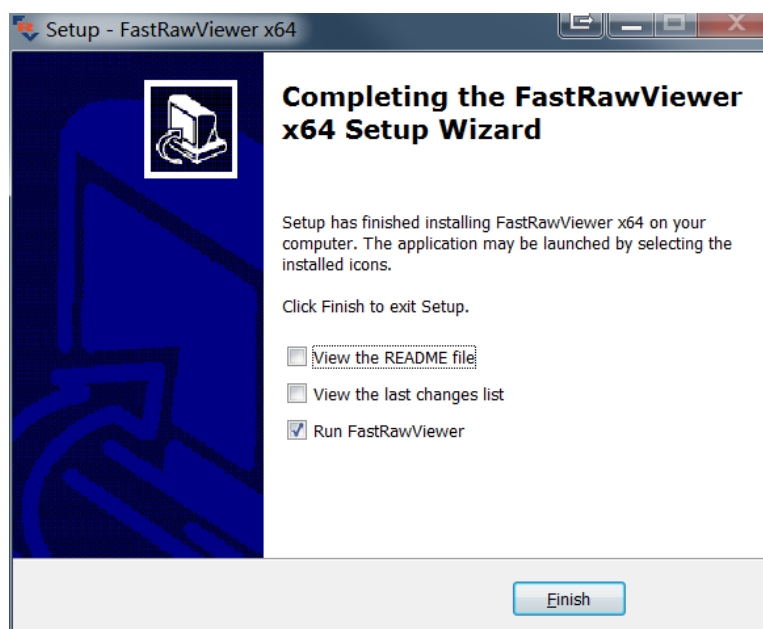 Setup - FastRawViewer x64
Completing the FastRawViewer
x64 Setup Wizard
Setup has finished installing FastRawViewer x64 on your
computer. The application may be launched by selecting the
installed icons.
Click Finish to exit Setup.
View the README file
View the last changes list
Run FastRawViewer
Finish